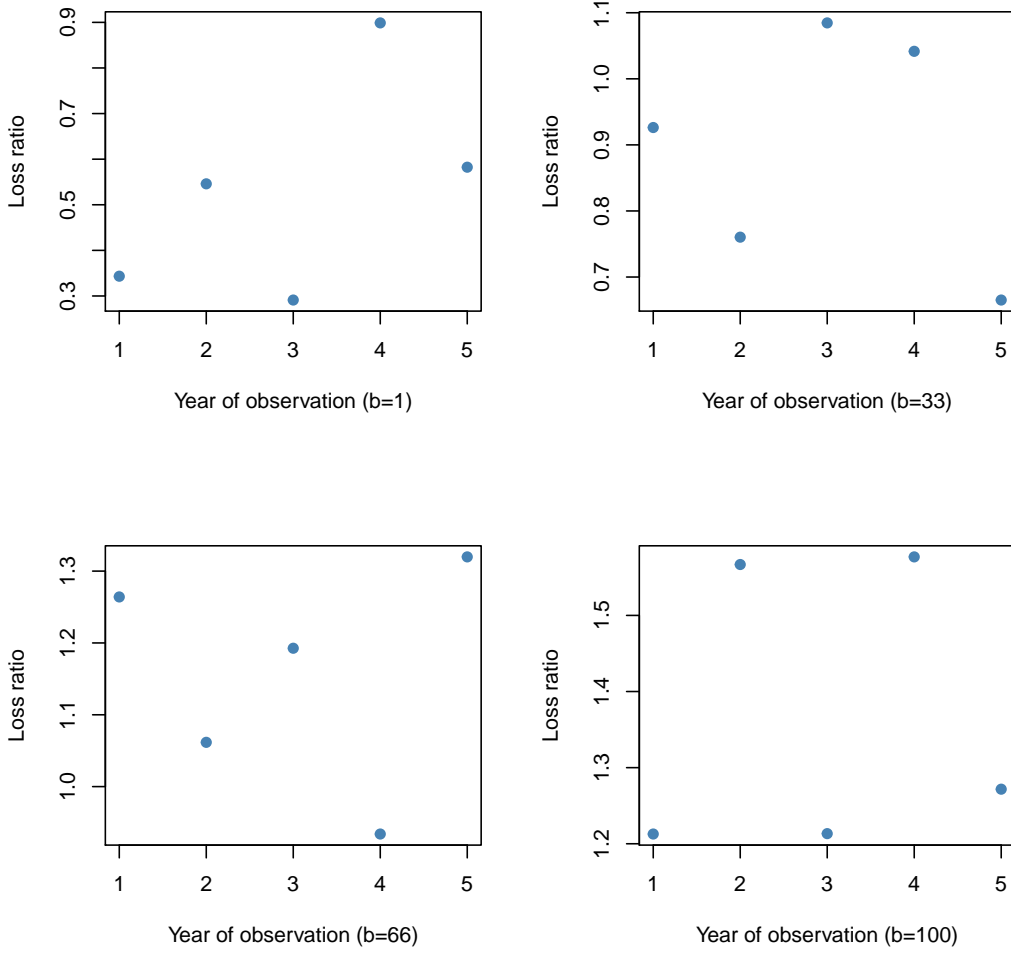 Loss ratio
0.9
0.7
0.5
0.3
1 2 3 4 5
Year of observation (b=1)
Loss ratio
1.1
1.0
0.9
0.8
0.7
1 2 3 4 5
Year of observation (b=33)
Loss ratio
1.3
1.2
1.1
1.0
1 2 3 4 5
Year of observation (b=66)
Loss ratio
1.5
1.4
1.3
1.2
1 2 3 4 5
Year of observation (b=100)